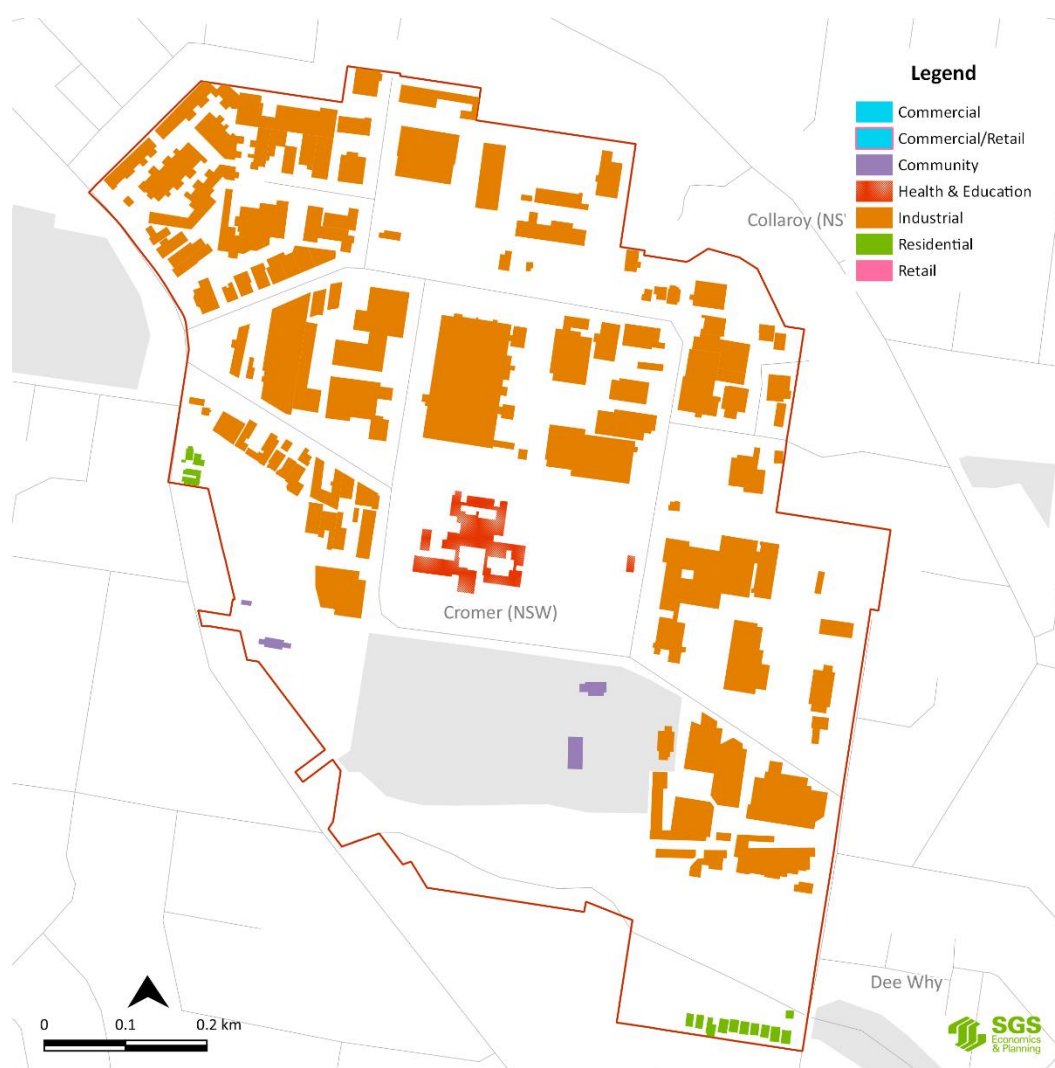 Legend
Commercial
Commercial/Retail
Community
Health & Education
Industrial
Residential
Retail
Collaroy (NS
Cromer (NSW)
Dee Why
0 0.1 0.2 km
SGS
Economics
& Planning